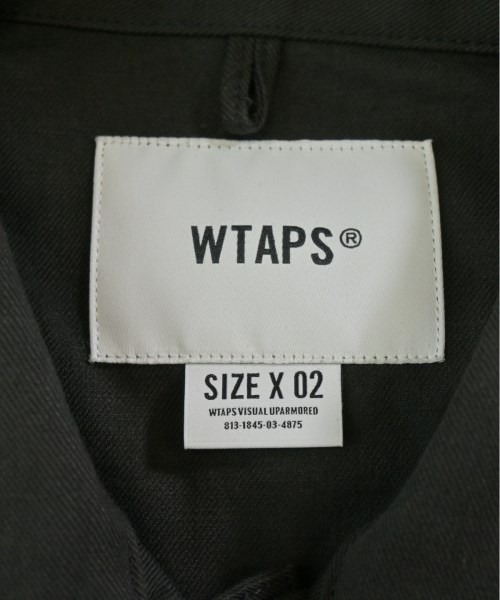 WTAPS®
SIZE X 02
WTAPS VISUAL UPARMORED
813-1845-03-4875